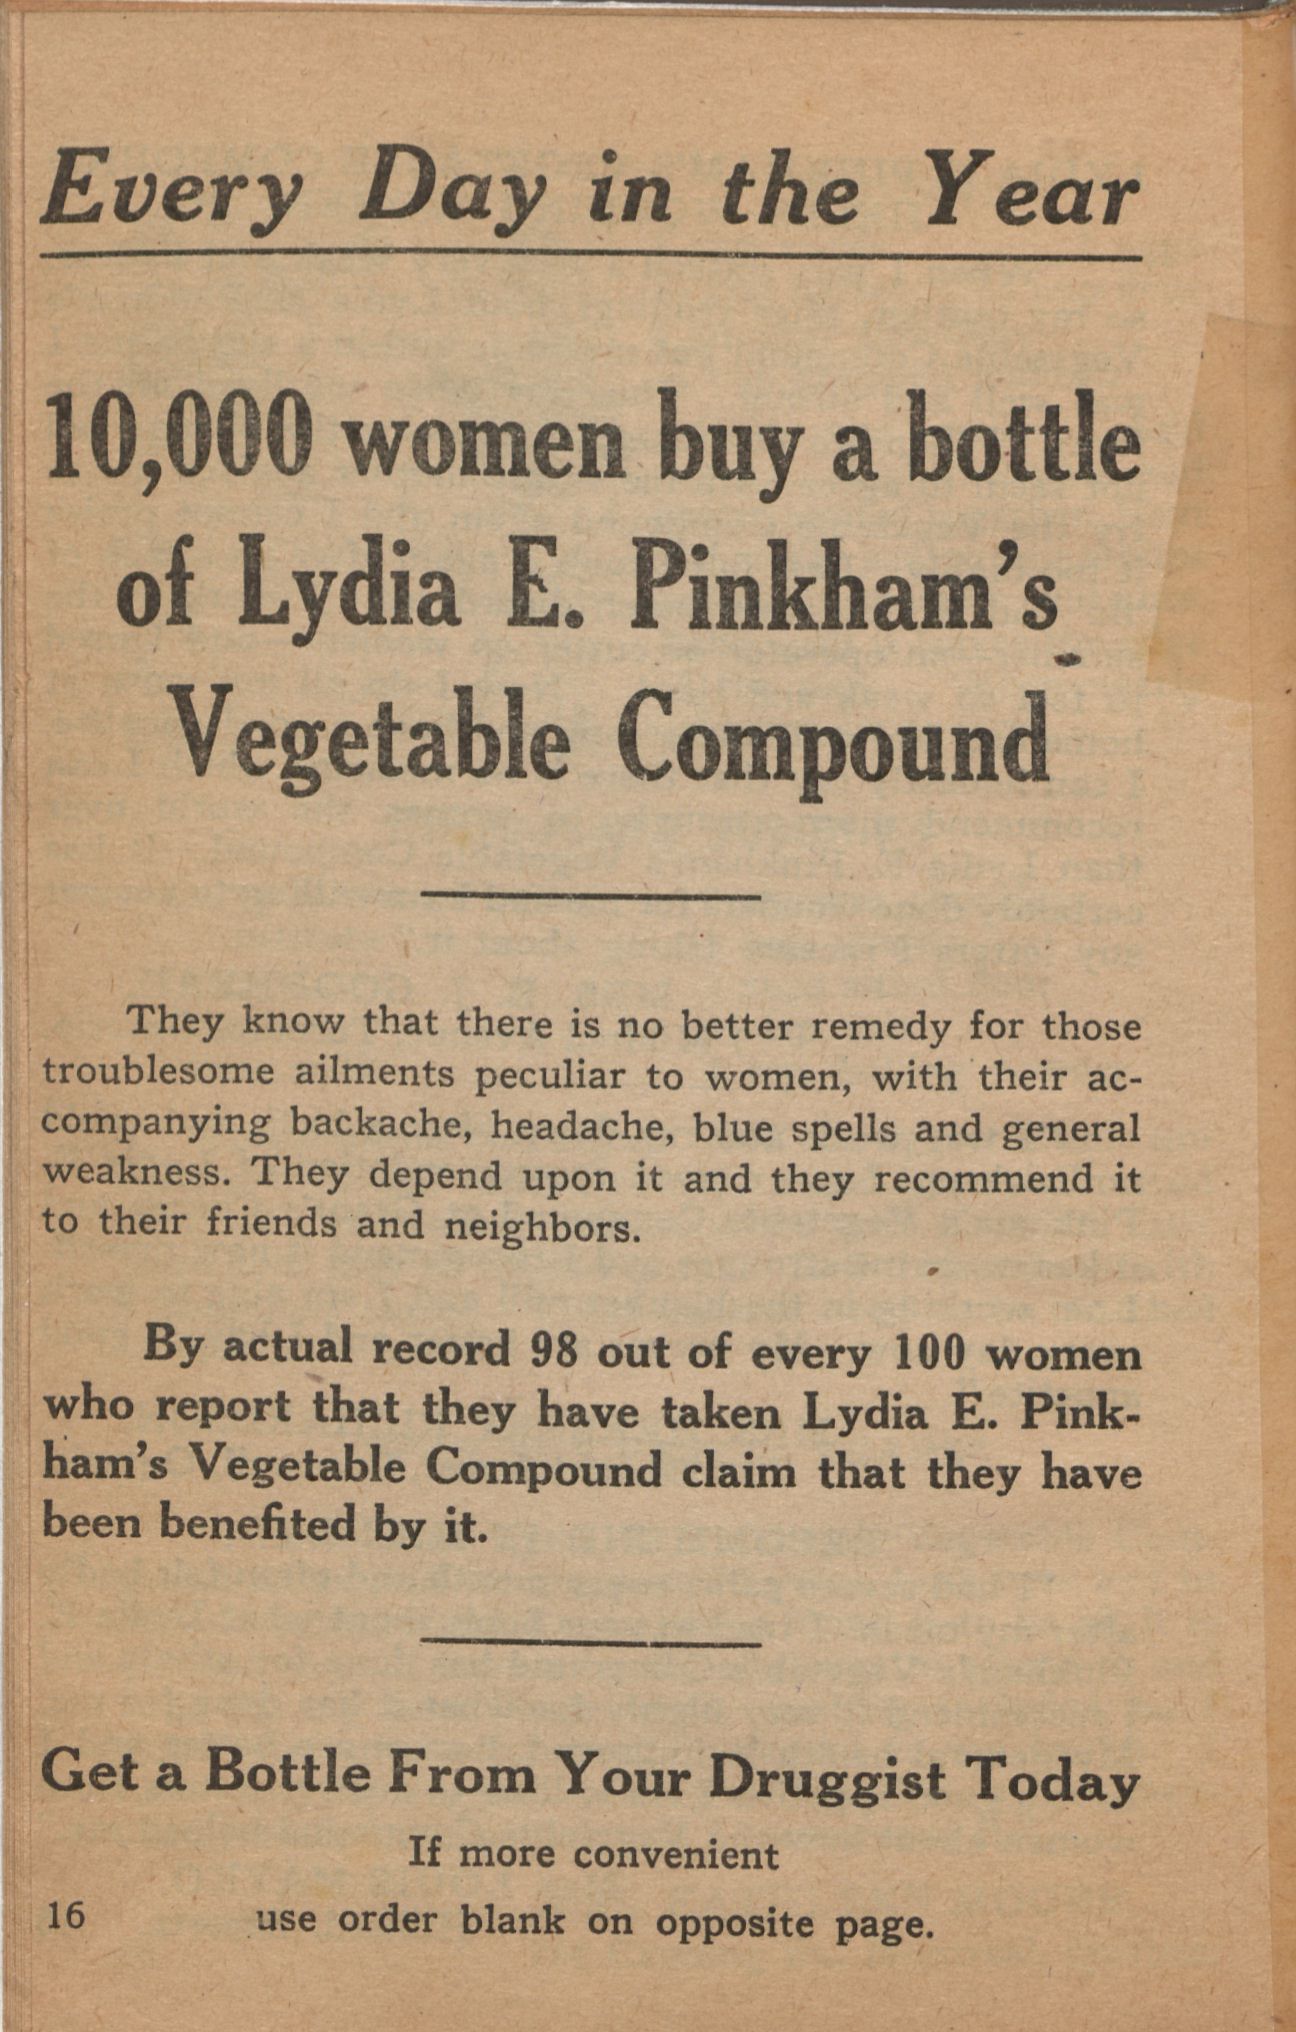 Every Day in the Year
10,000 women buy a bottle
of Lydia E. Pinkham's
Vegetable Compound
They know that there is no better remedy for those
troublesome ailments peculiar to women, with their ac-
companying backache, headache, blue spells and general
weakness. They depend upon it and they recommend it
to their friends and neighbors.
By actual record 98 out of every 100 women
who report that they have taken Lydia E. Pink-
ham's Vegetable Compound claim that they have
been benefited by it.
Get a Bottle From Your Druggist Today
If more convenient
16 use order blank on opposite page.